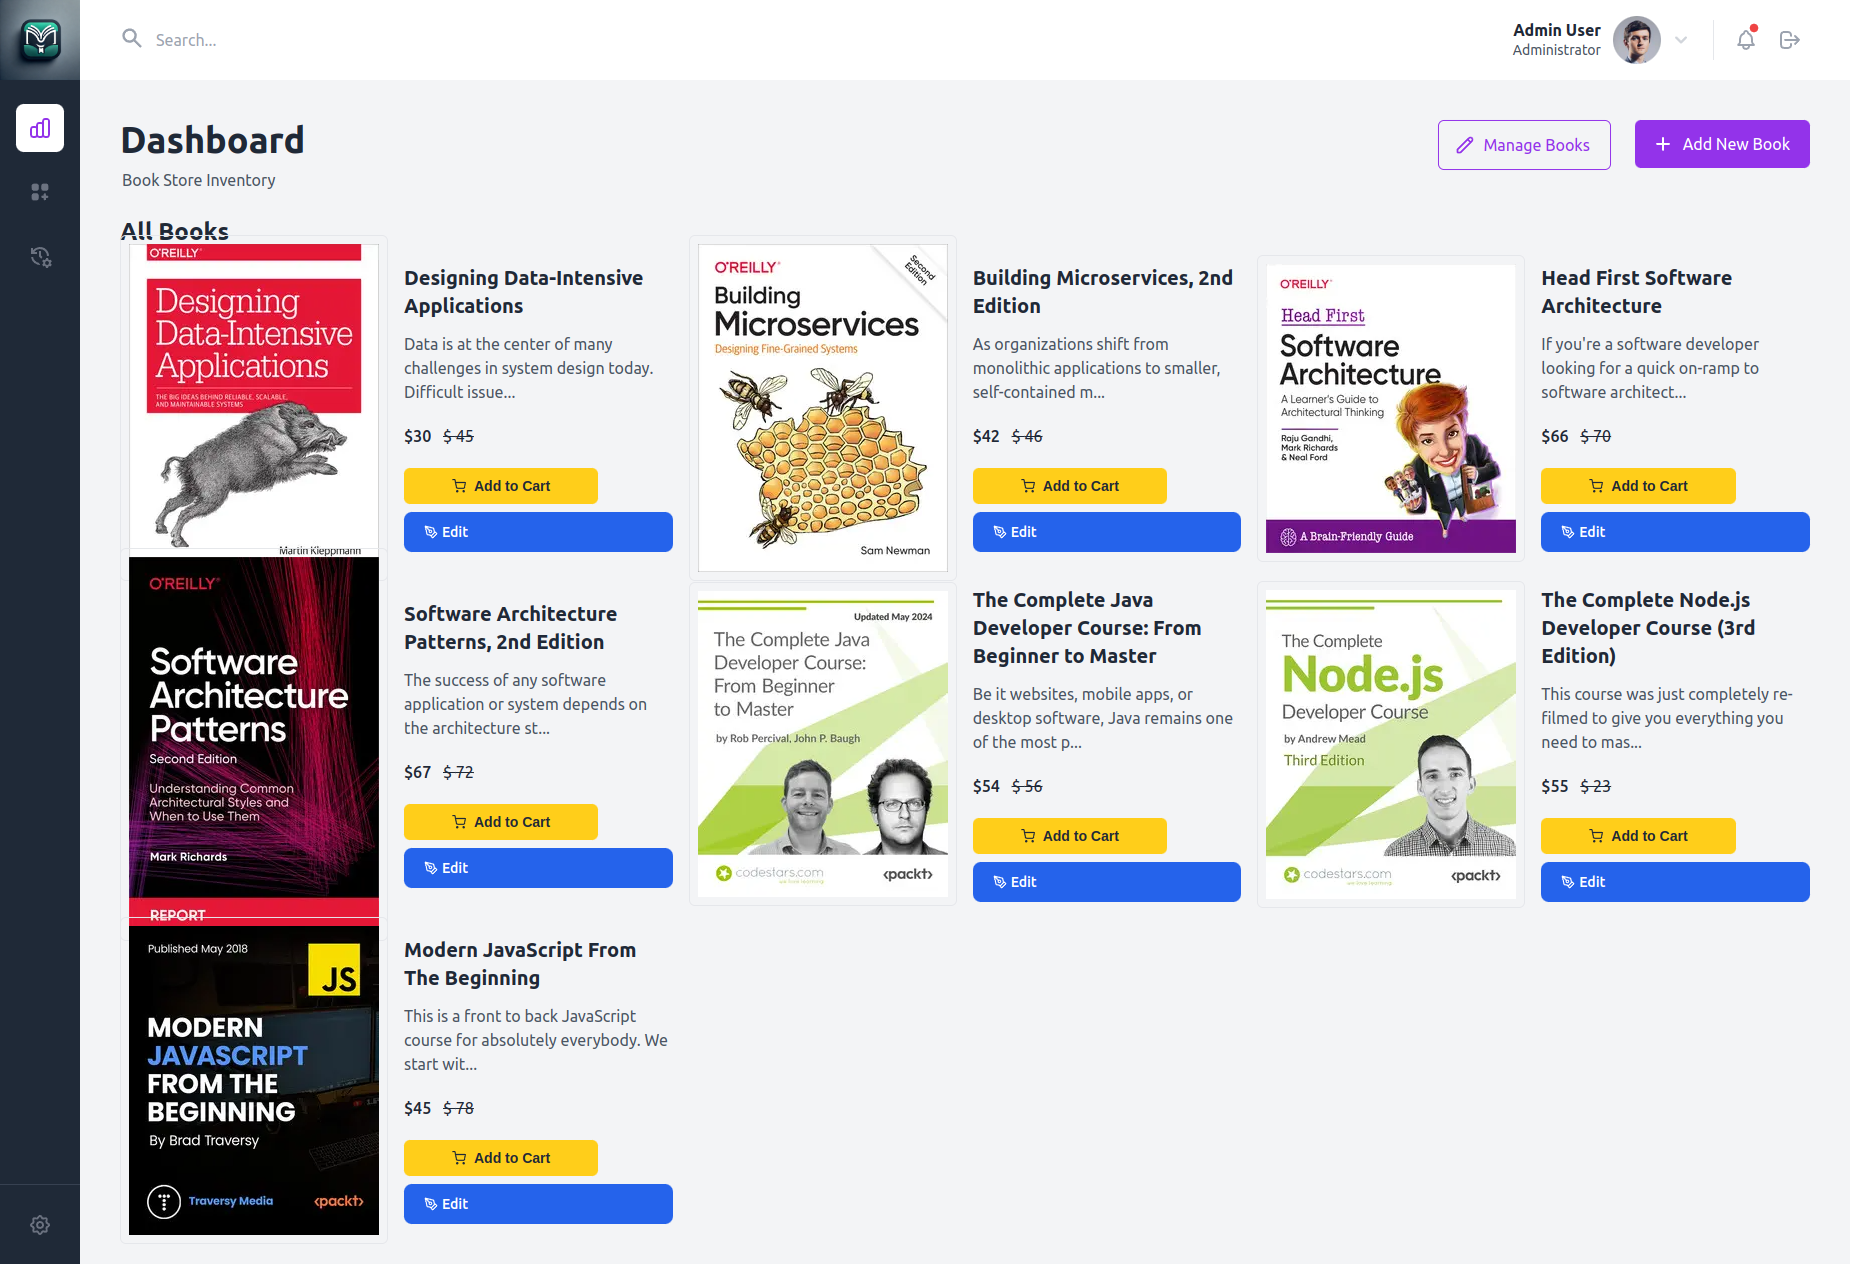 Search...
Admin User
Administrator
Dashboard
Book Store Inventory
Manage Books
Add New Book
All Books
O'REILLY
Designing
Data-Intensive
Applications
THE BIG IDEAS BEHIND RELIABLE, SCALABLE,
AND MAINTAINABLE SYSTEMS
Martin Kleppmann
Designing Data-Intensive
Applications
Data is at the center of many
challenges in system design today.
Difficult issue...
$30 $ 45
Add to Cart
Edit
O'REILLY
Second
Edition
Building
Microservices
Designing Fine-Grained Systems
Sam Newman
Building Microservices, 2nd
Edition
As organizations shift from
monolithic applications to smaller,
self-contained m...
$42 $ 46
Add to Cart
Edit
O'REILLY
Head First
Software
Architecture
A Learner's Guide to
Architectural Thinking
Raju Gandhi,
Mark Richards
& Neal Ford
A Brain-Friendly Guide
Head First Software
Architecture
If you're a software developer
looking for a quick on-ramp to
software architect...
$66 $ 70
Add to Cart
Edit
O'REILLY
Software
Architecture
Patterns
Second Edition
Understanding Common
Architectural Styles and
When to Use Them
Mark Richards
REPORT
Software Architecture
Patterns, 2nd Edition
The success of any software
application or system depends on
the architecture st...
$67 $ 72
Add to Cart
Edit
Updated May 2024
The Complete Java
Developer Course:
From Beginner
to Master
by Rob Percival, John P. Baugh
codestars.com
we love learning
<packt>
The Complete Java
Developer Course: From
Beginner to Master
Be it websites, mobile apps, or
desktop software, Java remains one
of the most p...
$54 $ 56
Add to Cart
Edit
The Complete
Node.js
Developer Course
by Andrew Mead
Third Edition
codestars.com
we love learning
<packt>
The Complete Node.js
Developer Course (3rd
Edition)
This course was just completely re-
filmed to give you everything you
need to mas...
$55 $ 23
Add to Cart
Edit
Published May 2018
JS
MODERN
JAVASCRIPT
FROM THE
BEGINNING
By Brad Traversy
Traversy Media
<packt>
Modern JavaScript From
The Beginning
This is a front to back JavaScript
course for absolutely everybody. We
start wit...
$45 $ 78
Add to Cart
Edit